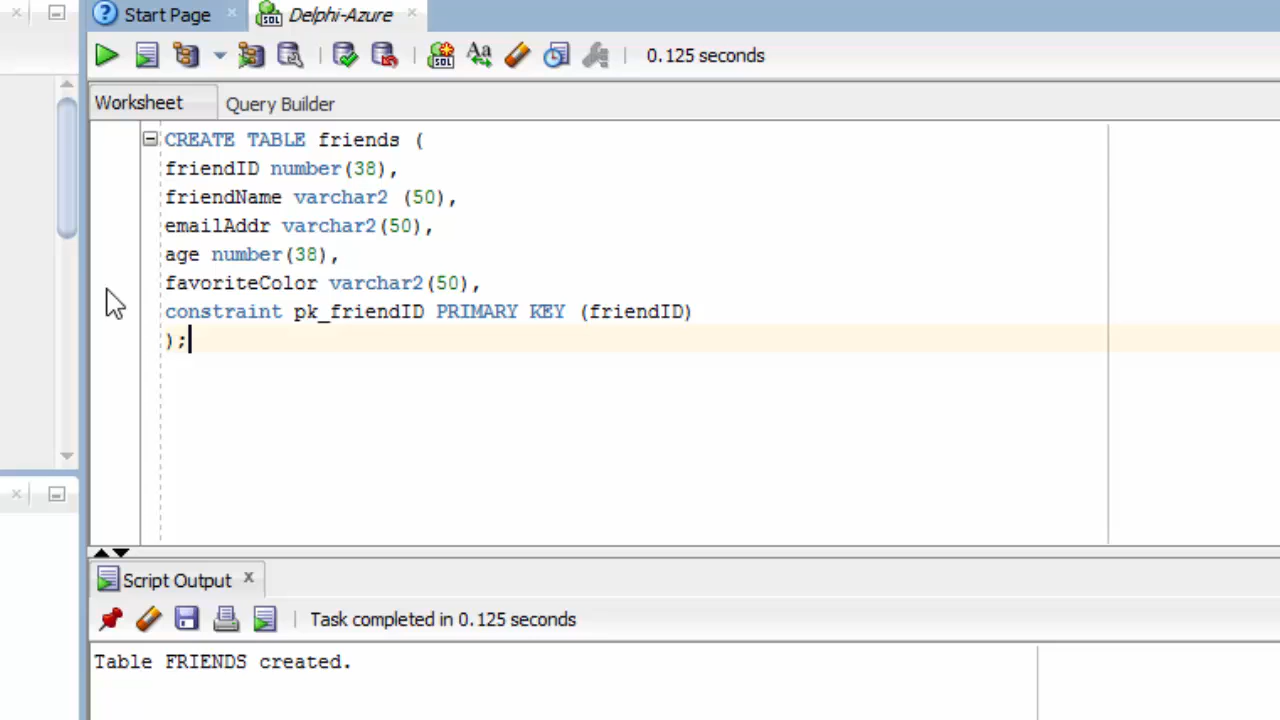 Start Page
Delphi-Azure
0.125 seconds
Worksheet
Query Builder
CREATE TABLE friends (
friendID number(38),
friendName varchar2 (50),
emailAddr varchar2(50),
age number(38),
favoriteColor varchar2(50),
constraint pk_friendID PRIMARY KEY (friendID)
);
Script Output
Task completed in 0.125 seconds
Table FRIENDS created.